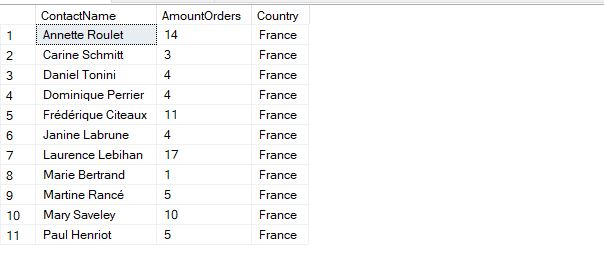 ContactName AmountOrders Country
1 Annette Roulet 14 France
2 Carine Schmitt 3 France
3 Daniel Tonini 4 France
4 Dominique Perrier 4 France
5 Frédérique Citeaux 11 France
6 Janine Labrune 4 France
7 Laurence Lebihan 17 France
8 Marie Bertrand 1 France
9 Martine Rancé 5 France
10 Mary Saveley 10 France
11 Paul Henriot 5 France